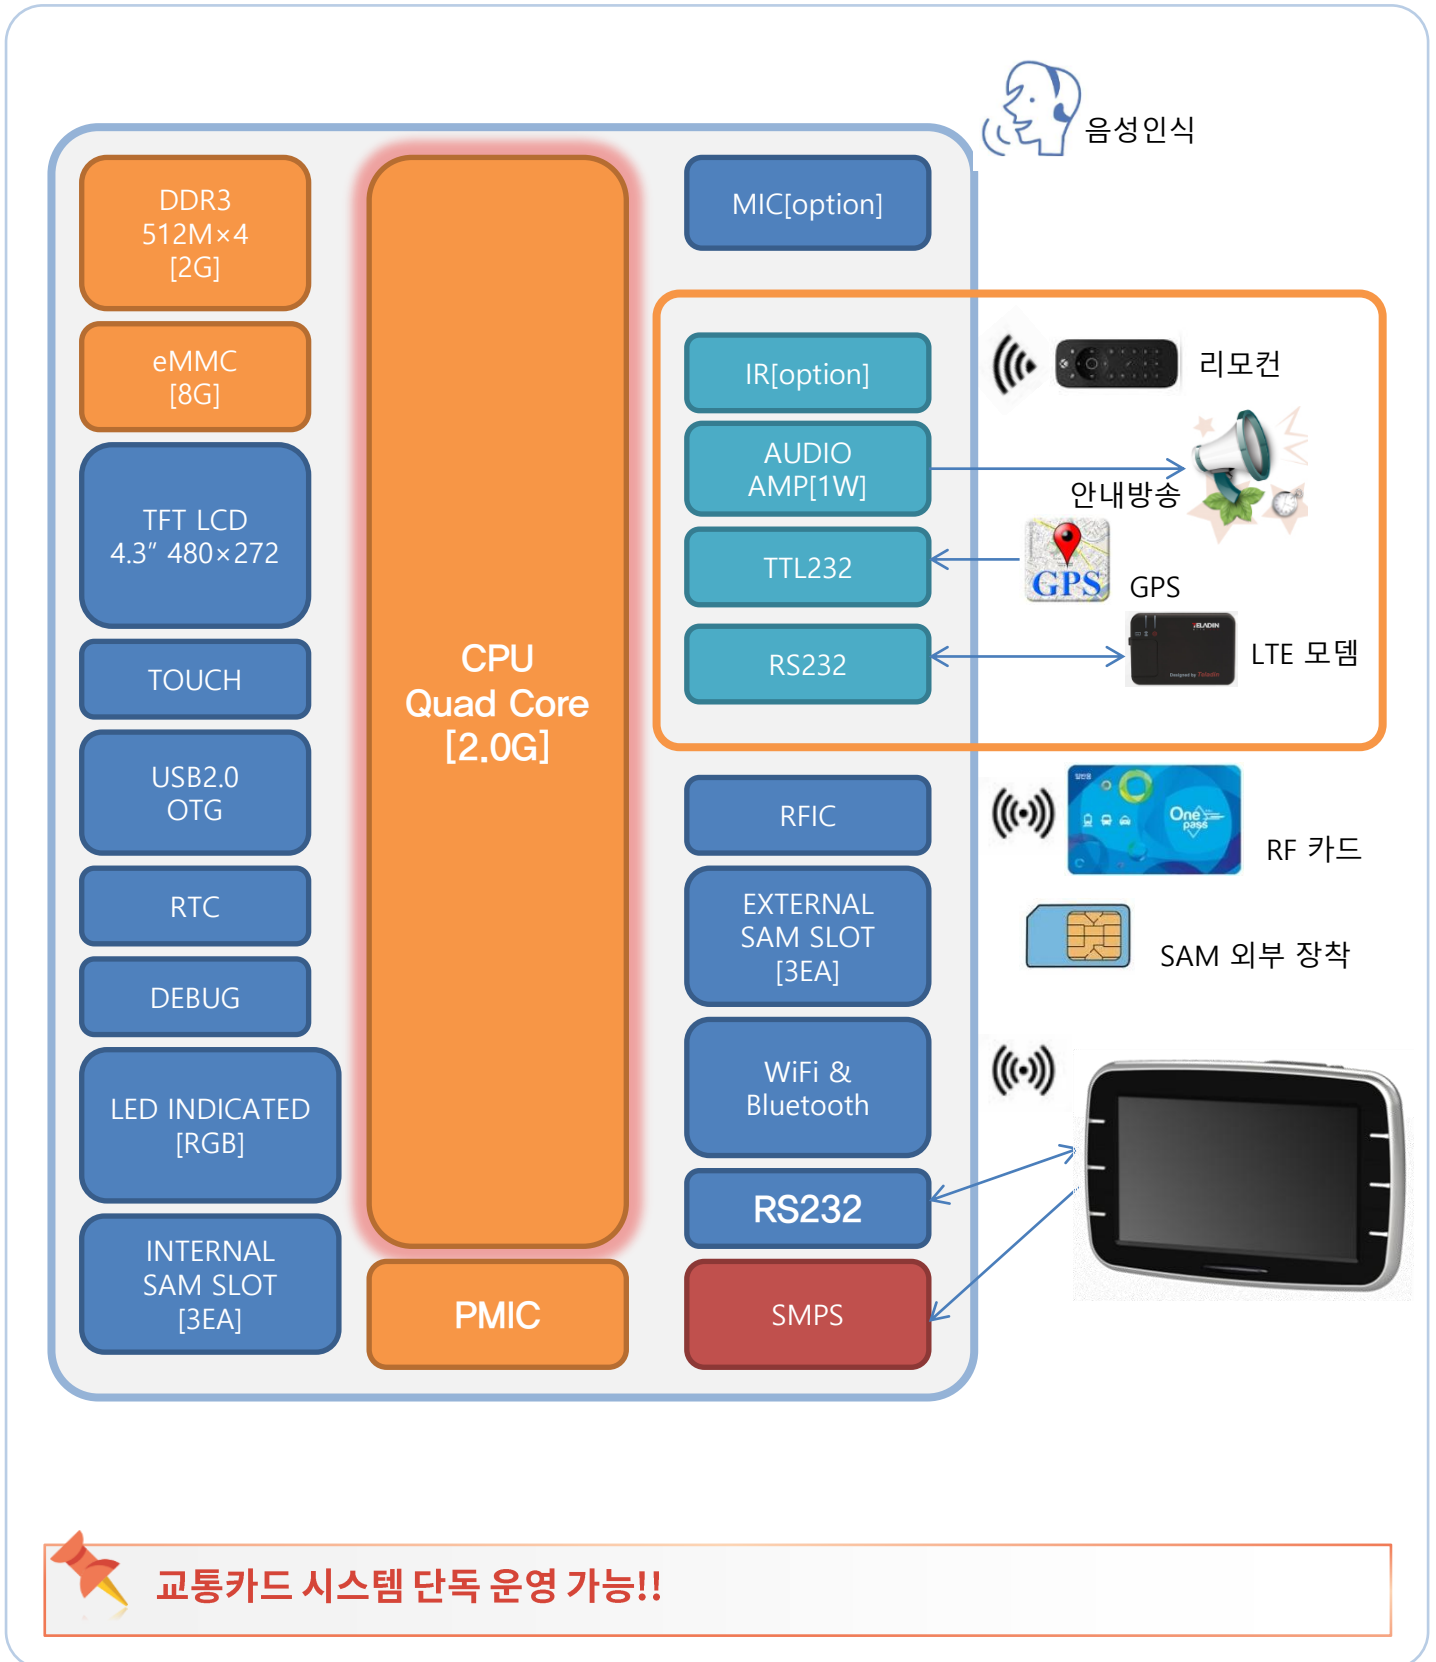 음성인식
DDR3
512M×4
[2G]
eMMC
[8G]
TFT LCD
4.3” 480×272
TOUCH
USB2.0
OTG
RTC
DEBUG
LED INDICATED
[RGB]
INTERNAL
SAM SLOT
[3EA]
CPU
Quad Core
[2.0G]
PMIC
MIC[option]
IR[option]
리모컨
AUDIO
AMP[1W]
안내방송
TTL232
GPS
GPS
RS232
LTE 모뎀
RFIC
One
pass
RF 카드
EXTERNAL
SAM SLOT
[3EA]
SAM 외부 장착
WiFi &
Bluetooth
RS232
SMPS
교통카드 시스템 단독 운영 가능!!